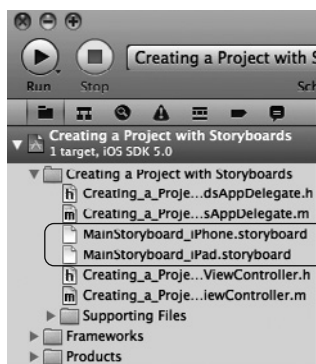 Creating a Project with S
Run Stop Sch
Creating a Project with Storyboards
1 target, iOS SDK 5.0
Creating a Project with Storyboards
h Creating_a_Proje...dsAppDelegate.h
m Creating_a_Proje...sAppDelegate.m
MainStoryboard_iPhone.storyboard
MainStoryboard_iPad.storyboard
h Creating_a_Proje...ViewController.h
m Creating_a_Proje...iewController.m
Supporting Files
Frameworks
Products